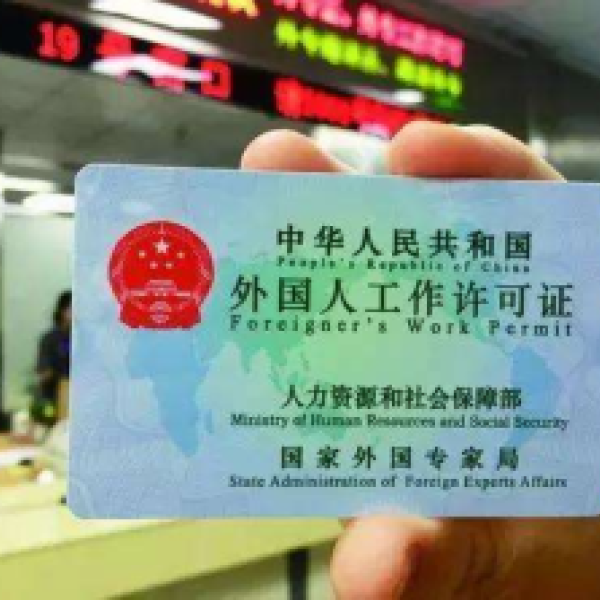 19
中华人民共和国
People's Republic of China
外国人工作许可证
Foreigner's Work Permit
人力资源和社会保障部
Ministry of Human Resources and Social Security
国家外国专家局
State Administration of Foreign Experts Affairs